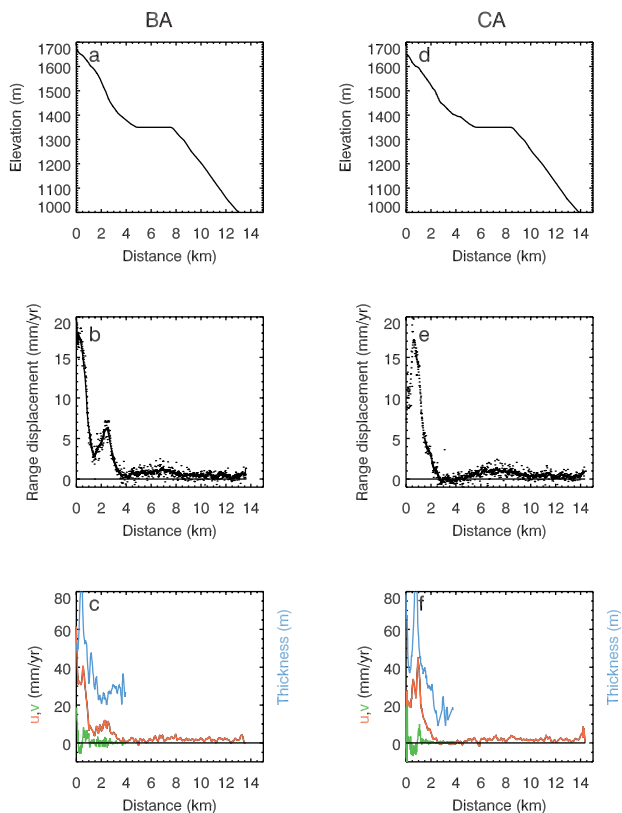 BA
CA
a
1700
1600
1500
1400
1300
1200
1100
1000
Elevation (m)
0 2 4 6 8 10 12 14
Distance (km)
d
1700
1600
1500
1400
1300
1200
1100
1000
Elevation (m)
0 2 4 6 8 10 12 14
Distance (km)
b
20
15
10
5
0
Range displacement (mm/yr)
0 2 4 6 8 10 12 14
Distance (km)
e
20
15
10
5
0
Range displacement (mm/yr)
0 2 4 6 8 10 12 14
Distance (km)
c
80
60
40
20
0
u,v (mm/yr)
Thickness (m)
0 2 4 6 8 10 12 14
Distance (km)
f
80
60
40
20
0
u,v (mm/yr)
Thickness (m)
0 2 4 6 8 10 12 14
Distance (km)